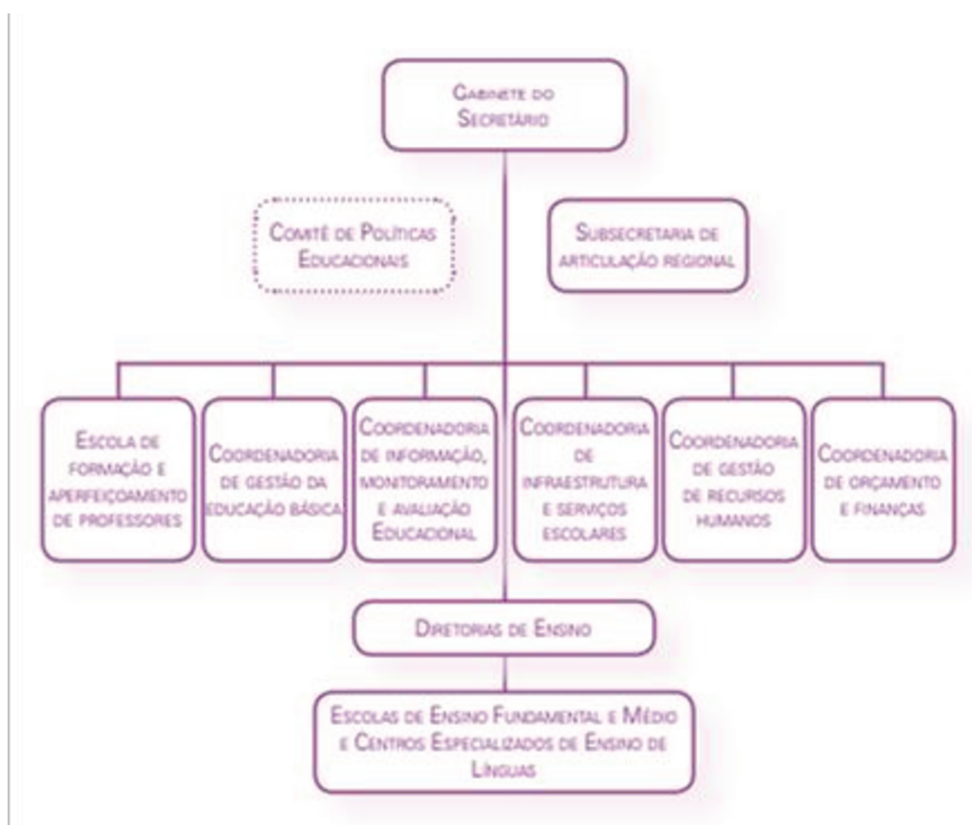 Gabinete do
Secretário
Comitê de Políticas
Educacionais
Subsecretaria de
articulação regional
Escola de
formação e
aperfeiçoamento
de professores
Coordenadoria
de gestão da
educação básica
Coordenadoria
de informação,
monitoramento
e avaliação
Educacional
Coordenadoria
de
infraestrutura
e serviços
escolares
Coordenadoria
de gestão
de recursos
humanos
Coordenadoria
de orçamento
e finanças
Diretorias de Ensino
Escolas de Ensino Fundamental e Médio
e Centros Especializados de Ensino de
Línguas